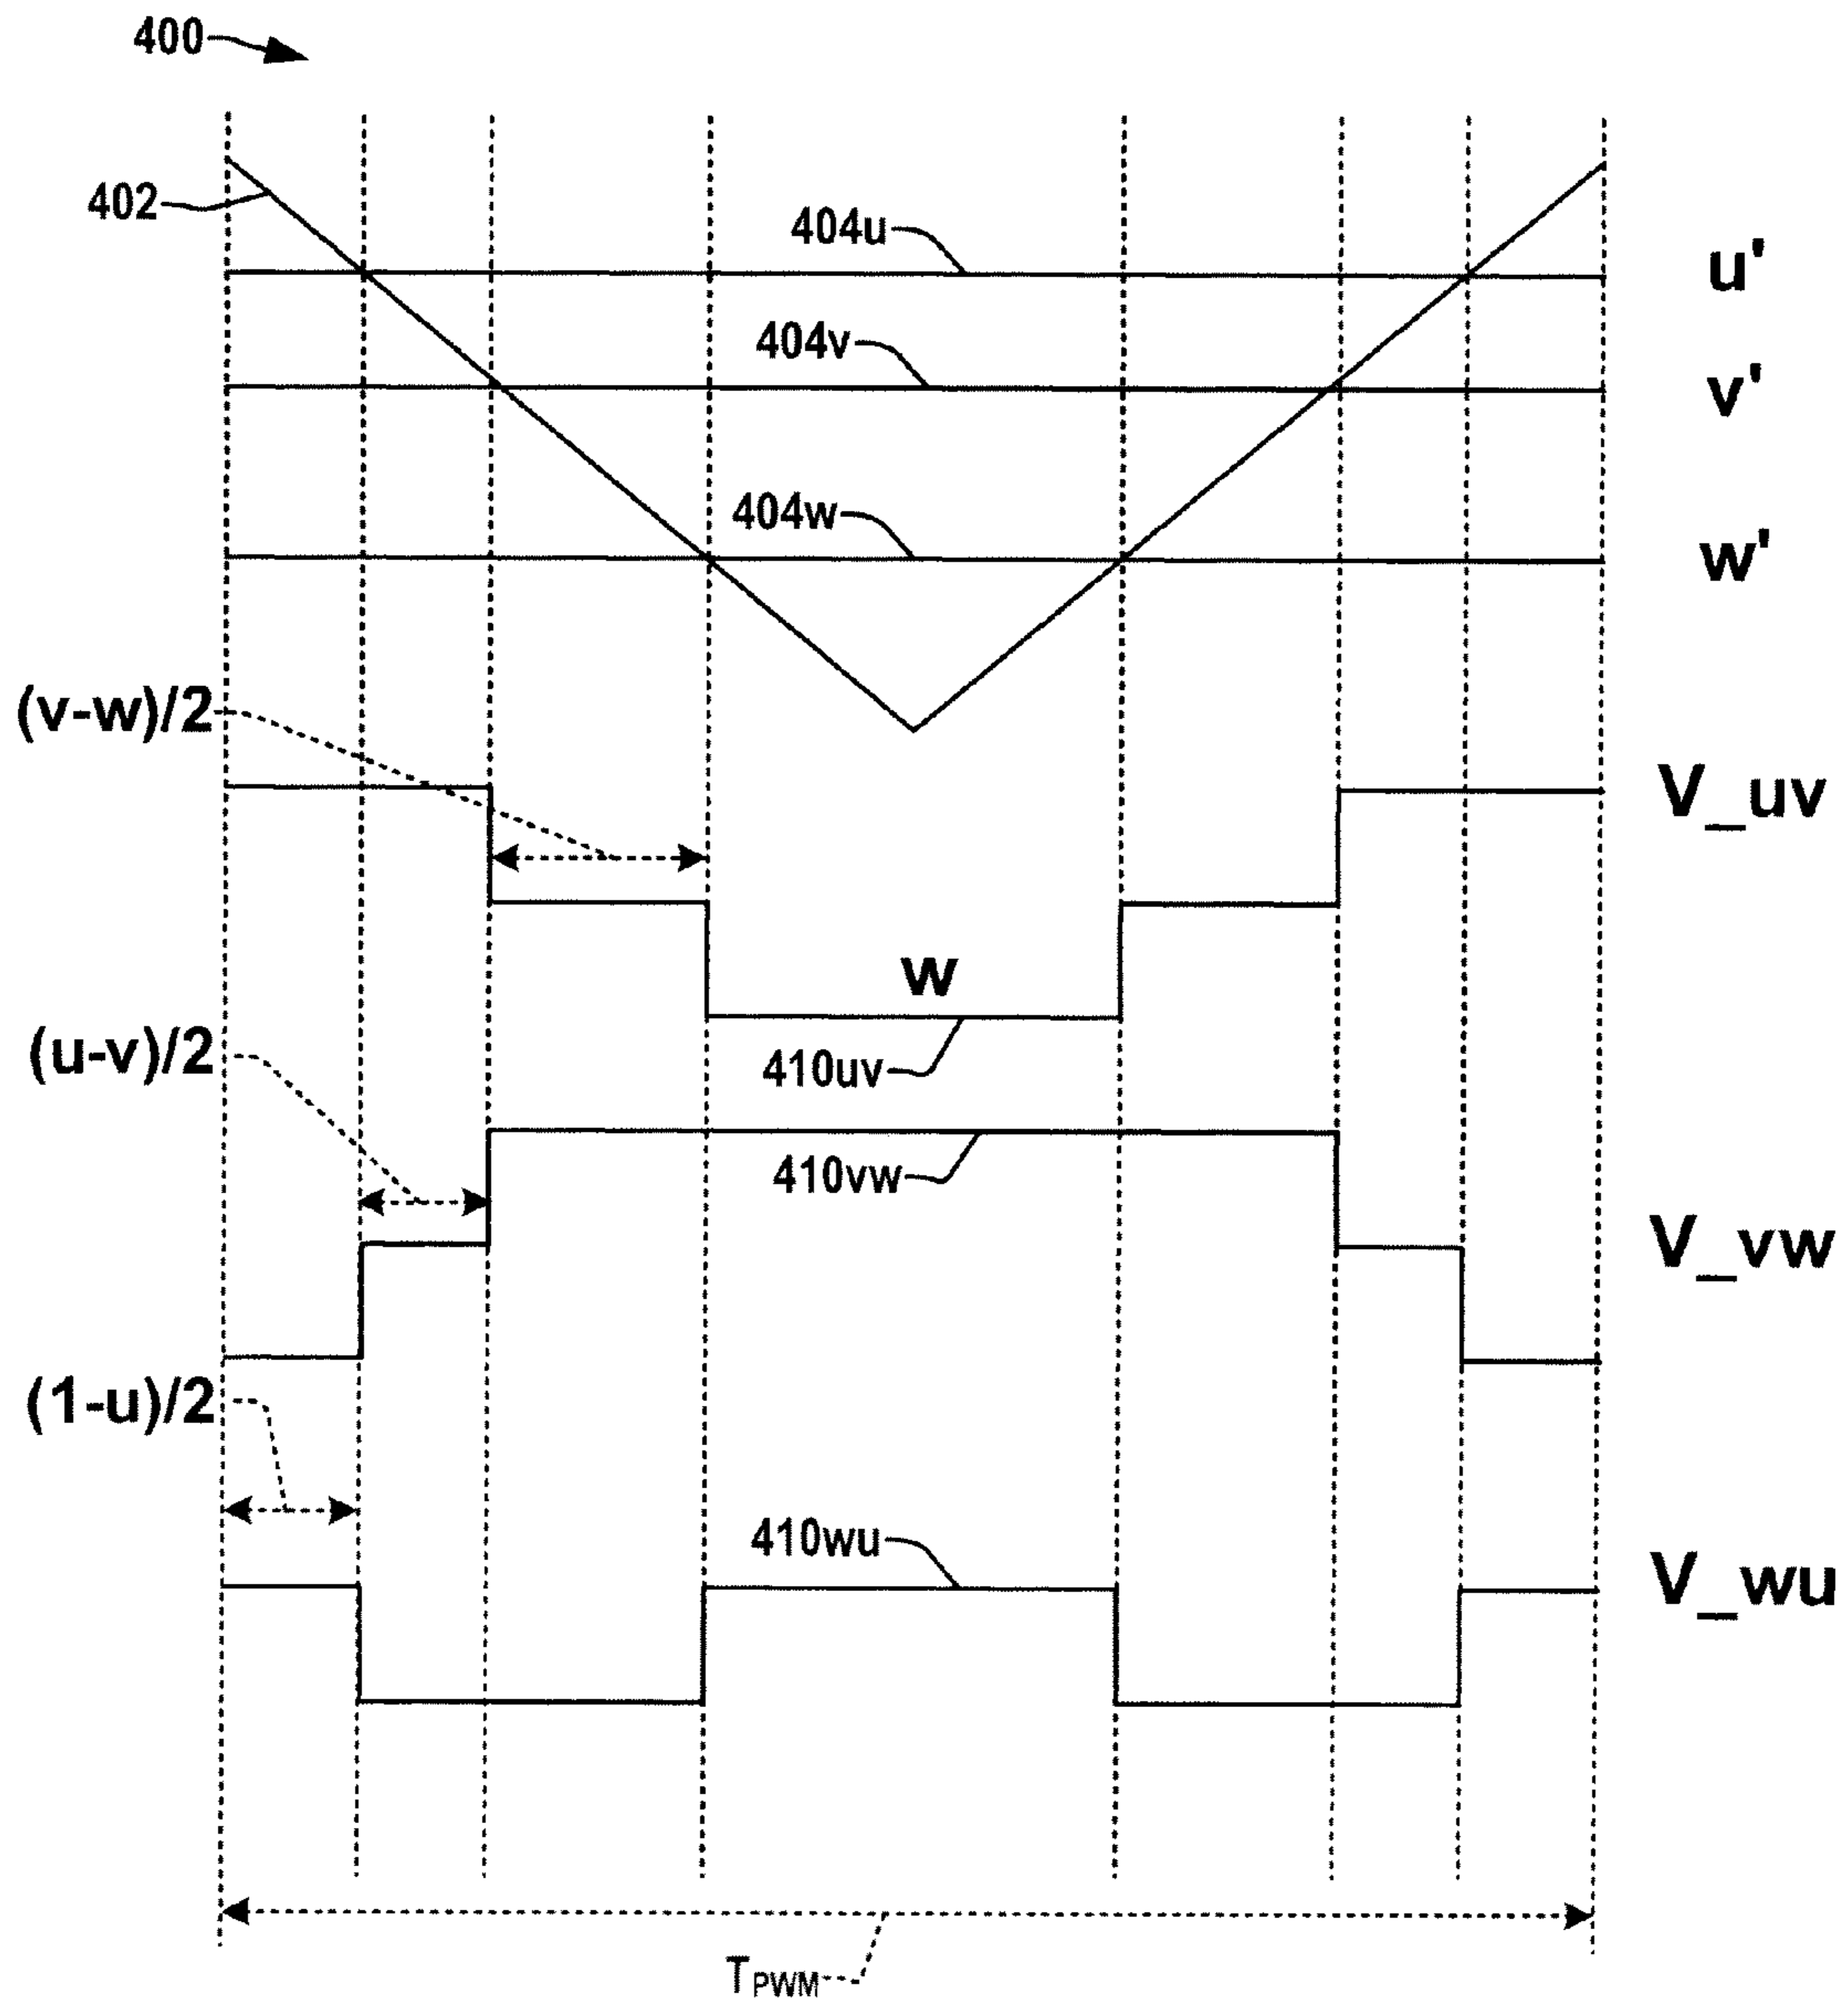 400
402
404u
u'
404v
v'
404w
w'
(v-w)/2
V_uv
w
(u-v)/2
410uv
410vw
V_vw
(1-u)/2
410wu
V_wu
TPWM